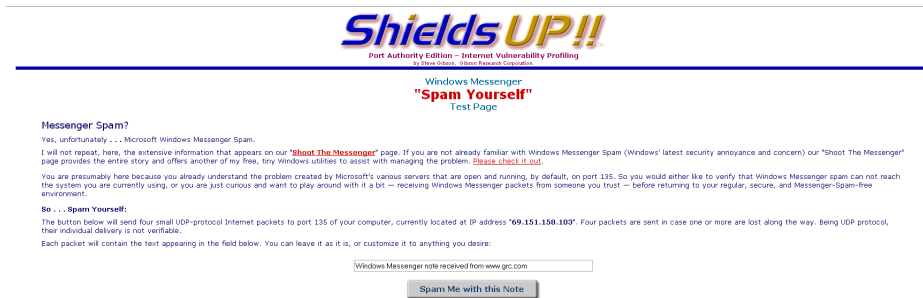 Shields UP!!
Port Authority Edition – Internet Vulnerability Profiling
by Steve Gibson, Gibson Research Corporation.
Windows Messenger
"Spam Yourself"
Test Page
Messenger Spam?
Yes, unfortunately . . . Microsoft Windows Messenger Spam.
I will not repeat, here, the extensive information that appears on our "Shoot The Messenger" page. If you are not already familiar with Windows Messenger Spam (Windows' latest security annoyance and concern) our "Shoot The Messenger"
page provides the entire story and offers another of my free, tiny Windows utilities to assist with managing the problem. Please check it out.
You are presumably here because you already understand the problem created by Microsoft's various servers that are open and running, by default, on port 135. So you would either like to verify that Windows Messenger spam can not reach
the system you are currently using, or you are just curious and want to play around with it a bit — receiving Windows Messenger packets from someone you trust — before returning to your regular, secure, and Messenger-Spam-free
environment.
So . . . Spam Yourself:
The button below will send four small UDP-protocol Internet packets to port 135 of your computer, currently located at IP address "69.151.158.103". Four packets are sent in case one or more are lost along the way. Being UDP protocol,
their individual delivery is not verifiable.
Each packet will contain the text appearing in the field below. You can leave it as it is, or customize it to anything you desire:
Windows Messenger note received from www.grc.com
Spam Me with this Note